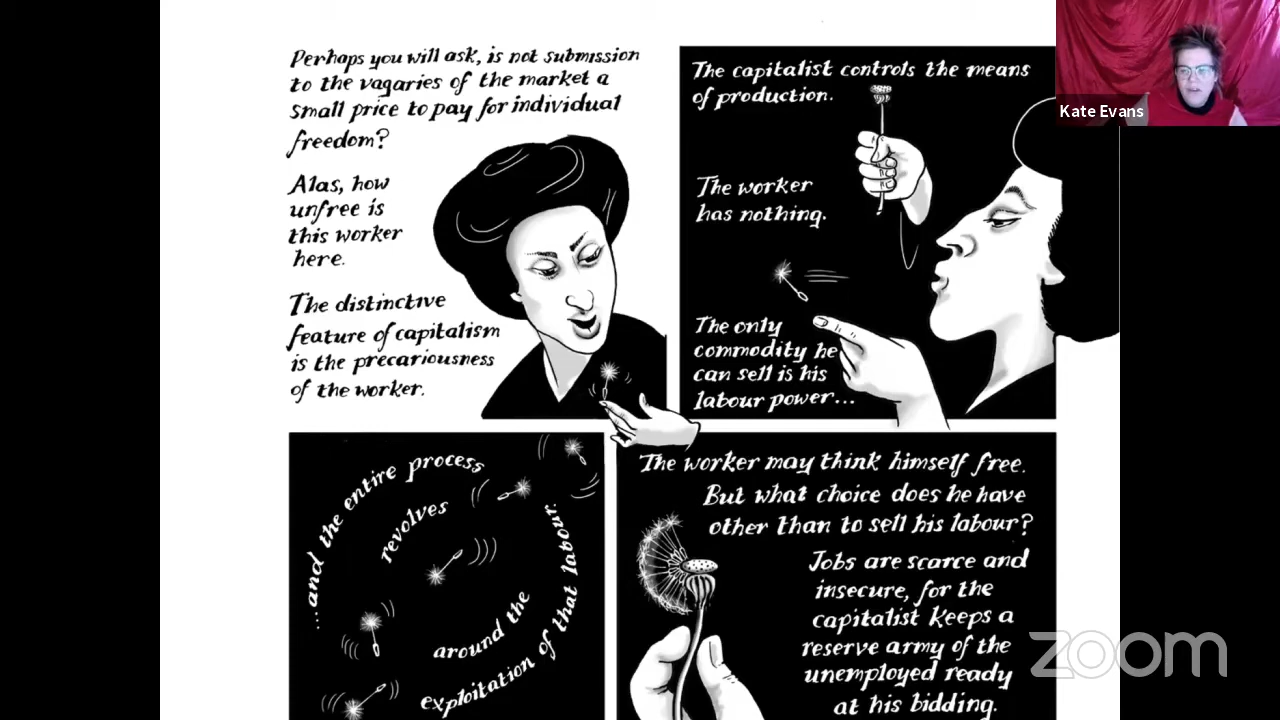 Perhaps you will ask, is not submission
to the vagaries of the market a
small price to pay for individual
freedom?
Alas, how
unfree is
this worker
here.
The distinctive
feature of capitalism
is the precariousness
of the worker.
The capitalist controls the means
of production.
The worker
has nothing.
The only
commodity he
can sell is his
labour power...
...and the entire process
revolves
around the
exploitation of that labour.
The worker may think himself free.
But what choice does he have
other than to sell his labour?
Jobs are scarce and
insecure, for the
capitalist keeps a
reserve army of the
unemployed ready
at his bidding.
Kate Evans
zoom